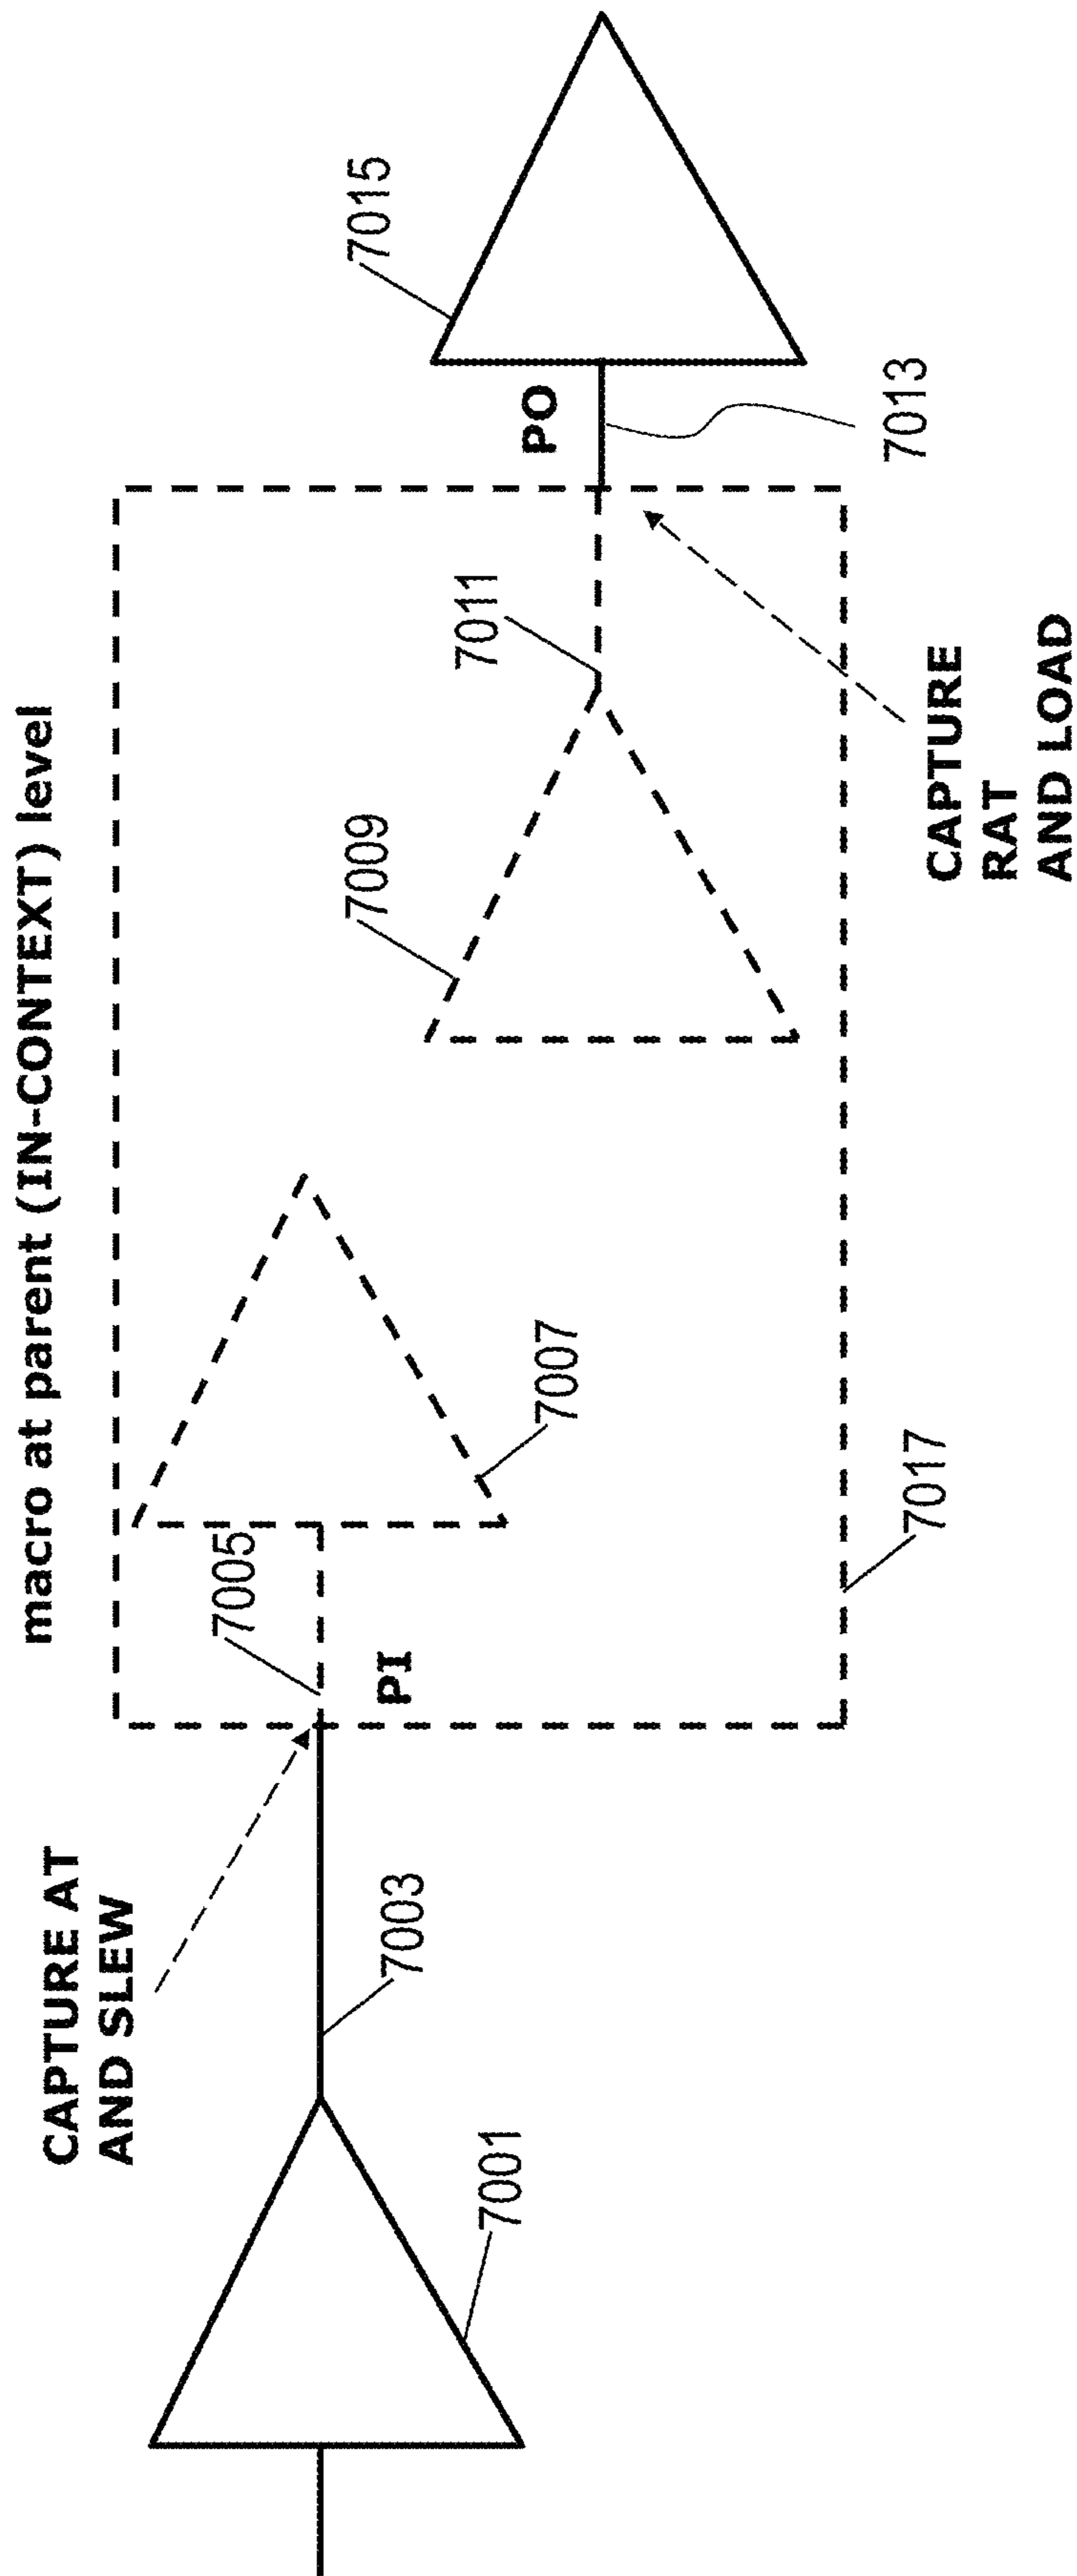 macro at parent (IN-CONTEXT) level
CAPTURE AT
AND SLEW
7001
7003
7005
PI
7007
7009
7011
PO
7013
7015
7017
CAPTURE
RAT
AND LOAD